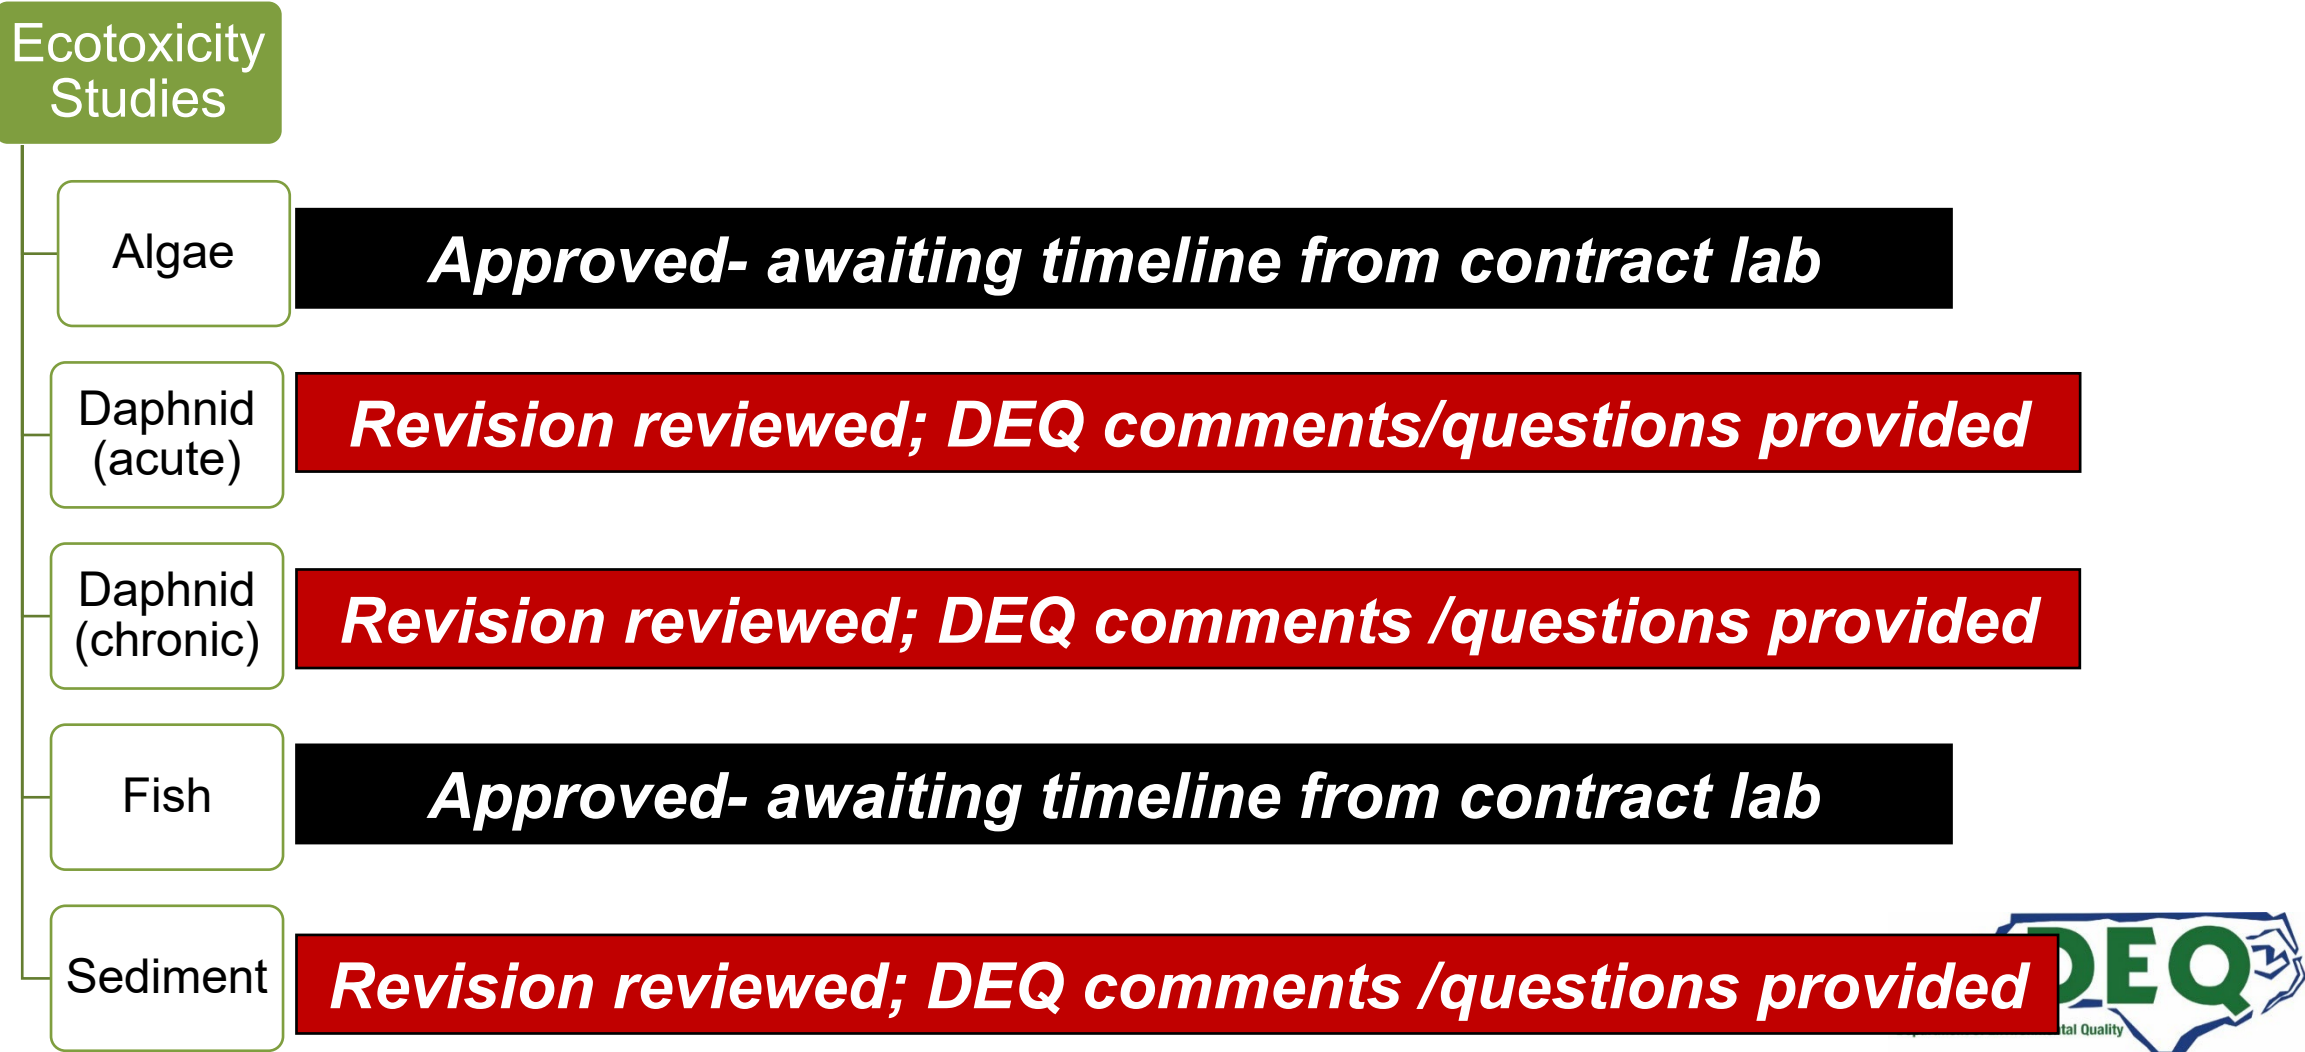 Ecotoxicity
Studies
Algae
Approved- awaiting timeline from contract lab
Daphnid
(acute)
Revision reviewed; DEQ comments/questions provided
Daphnid
(chronic)
Revision reviewed; DEQ comments /questions provided
Fish
Approved- awaiting timeline from contract lab
Sediment
Revision reviewed; DEQ comments /questions provided
DEQ
Quality